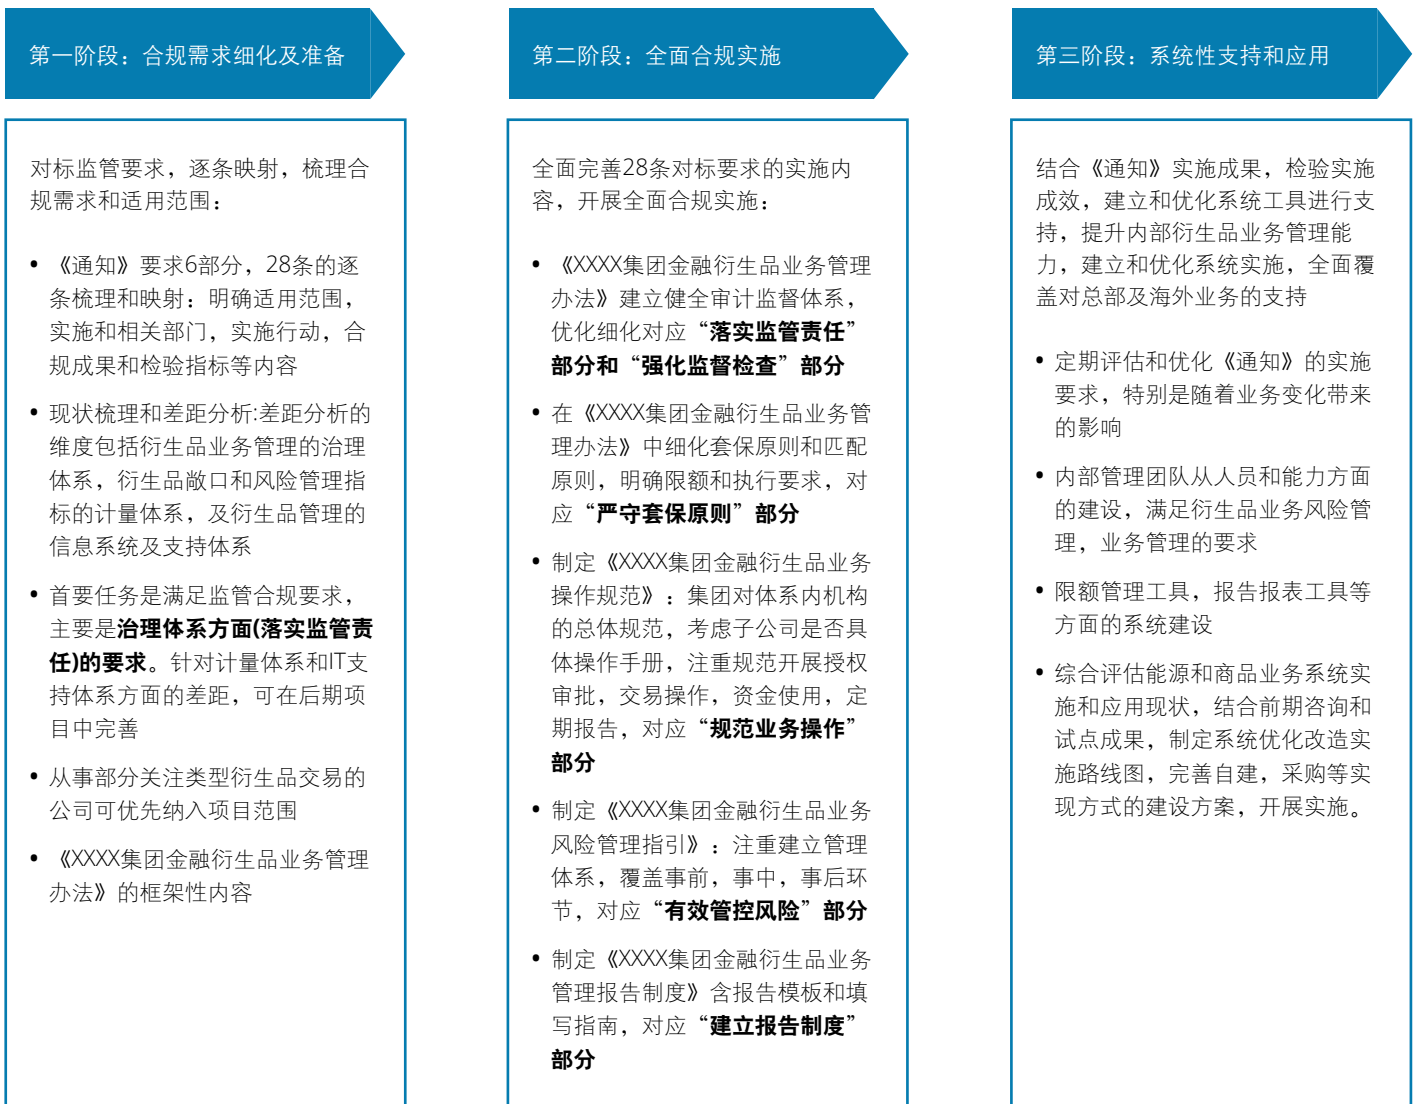 第一阶段：合规需求细化及准备
对标监管要求，逐条映射，梳理合
规需求和适用范围：
• 《通知》要求6部分，28条的逐
条梳理和映射：明确适用范围，
实施和相关部门，实施行动，合
规成果和检验指标等内容
• 现状梳理和差距分析:差距分析的
维度包括衍生品业务管理的治理
体系，衍生品敞口和风险管理指
标的计量体系，及衍生品管理的
信息系统及支持体系
• 首要任务是满足监管合规要求，
主要是治理体系方面(落实监管责
任)的要求。针对计量体系和IT支
持体系方面的差距，可在后期项
目中完善
• 从事部分关注类型衍生品交易的
公司可优先纳入项目范围
• 《XXXX集团金融衍生品业务管理
办法》的框架性内容
第二阶段：全面合规实施
全面完善28条对标要求的实施内
容，开展全面合规实施：
• 《XXXX集团金融衍生品业务管理
办法》建立健全审计监督体系，
优化细化对应“落实监管责任”
部分和“强化监督检查”部分
• 在《XXXX集团金融衍生品业务管
理办法》中细化套保原则和匹配
原则，明确限额和执行要求，对
应“严守套保原则”部分
• 制定《XXXX集团金融衍生品业务
操作规范》：集团对体系内机构
的总体规范，考虑子公司是否具
体操作手册，注重规范开展授权
审批，交易操作，资金使用，定
期报告，对应“规范业务操作”
部分
• 制定《XXXX集团金融衍生品业务
风险管理指引》：注重建立管理
体系，覆盖事前，事中，事后环
节，对应“有效管控风险”部分
• 制定《XXXX集团金融衍生品业务
管理报告制度》含报告模板和填
写指南，对应“建立报告制度”
部分
第三阶段：系统性支持和应用
结合《通知》实施成果，检验实施
成效，建立和优化系统工具进行支
持，提升内部衍生品业务管理能
力，建立和优化系统实施，全面覆
盖对总部及海外业务的支持
• 定期评估和优化《通知》的实施
要求，特别是随着业务变化带来
的影响
• 内部管理团队从人员和能力方面
的建设，满足衍生品业务风险管
理，业务管理的要求
• 限额管理工具，报告报表工具等
方面的系统建设
• 综合评估能源和商品业务系统实
施和应用现状，结合前期咨询和
试点成果，制定系统优化改造实
施路线图，完善自建，采购等实
现方式的建设方案，开展实施。